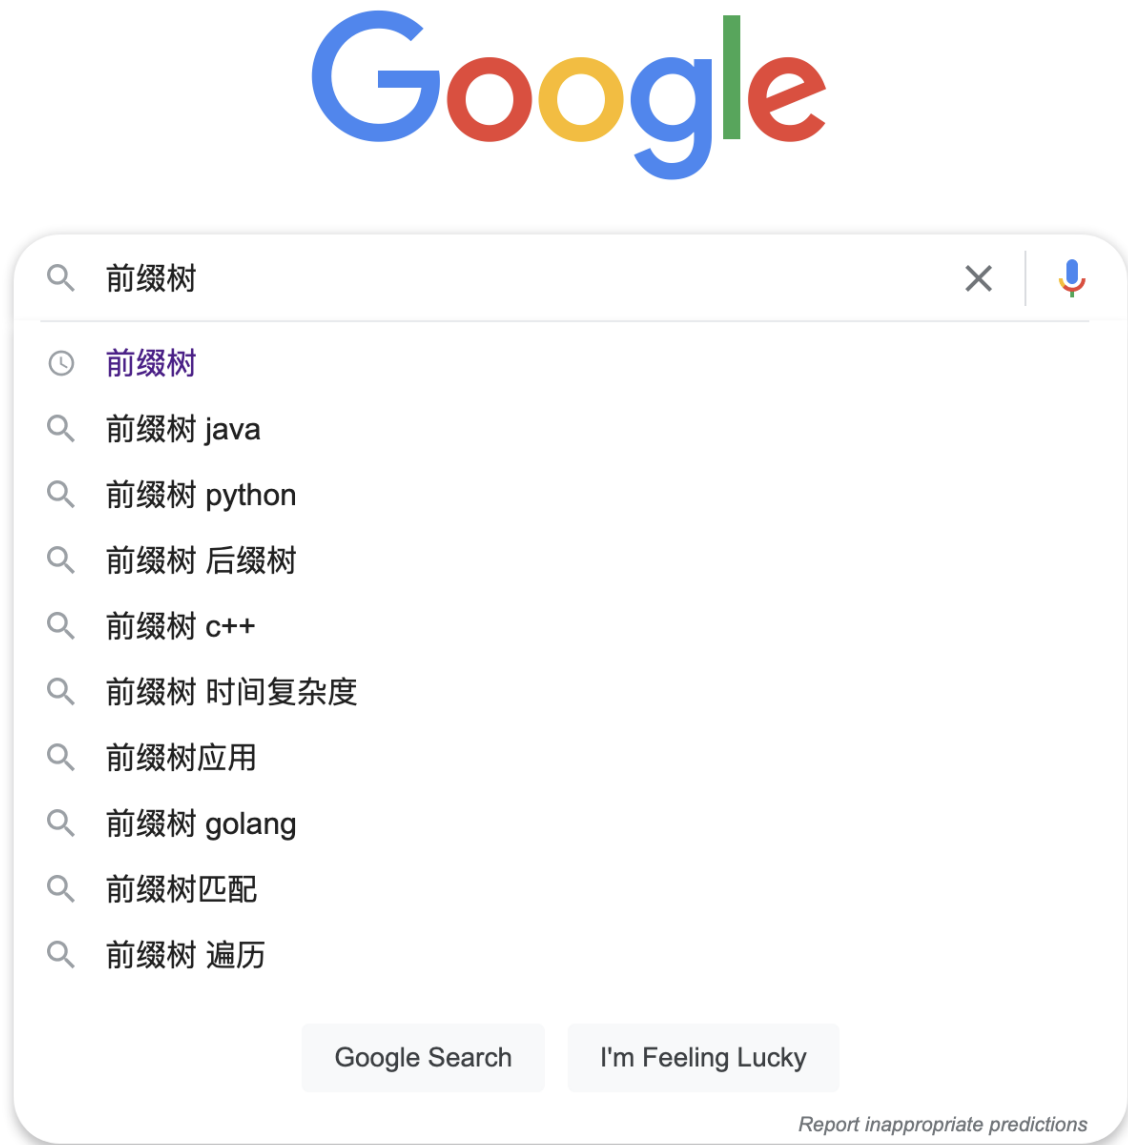 Google
前缀树
前缀树
前缀树 java
前缀树 python
前缀树 后缀树
前缀树 c++
前缀树 时间复杂度
前缀树应用
前缀树 golang
前缀树匹配
前缀树 遍历
Google Search
I'm Feeling Lucky
Report inappropriate predictions